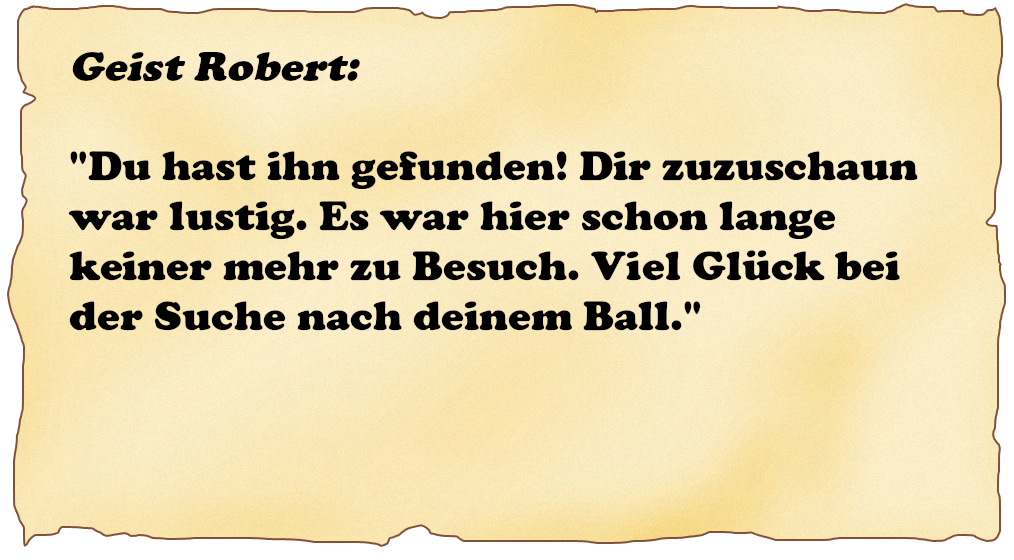 Geist Robert:
"Du hast ihn gefunden! Dir zuzuschaun
war lustig. Es war hier schon lange
keiner mehr zu Besuch. Viel Glück bei
der Suche nach deinem Ball."